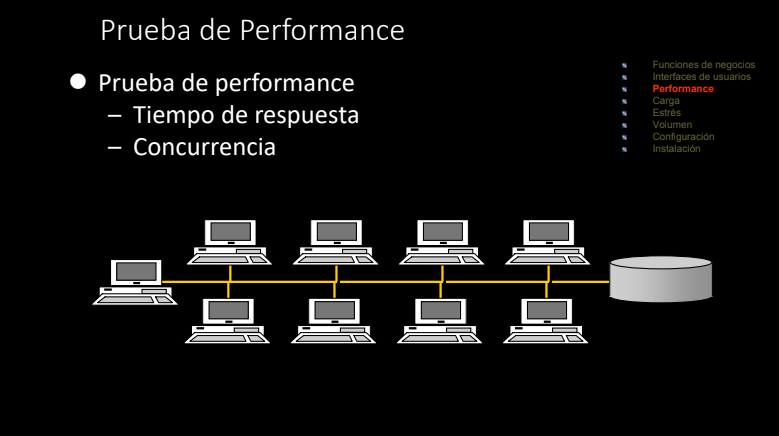 Prueba de Performance
Prueba de performance
– Tiempo de respuesta
– Concurrencia
Funciones de negocios
Interfaces de usuarios
Performance
Carga
Estrés
Volumen
Configuración
Instalación